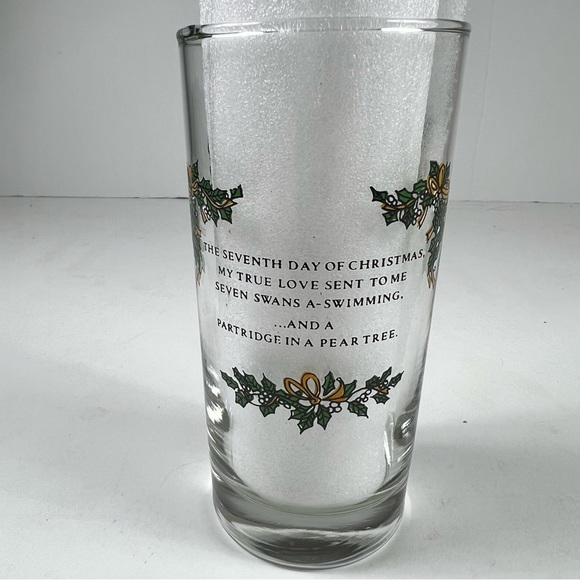 THE SEVENTH DAY OF CHRISTMAS,
MY TRUE LOVE SENT TO ME
SEVEN SWANS A-SWIMMING,
...AND A
PARTRIDGE IN A PEAR TREE.